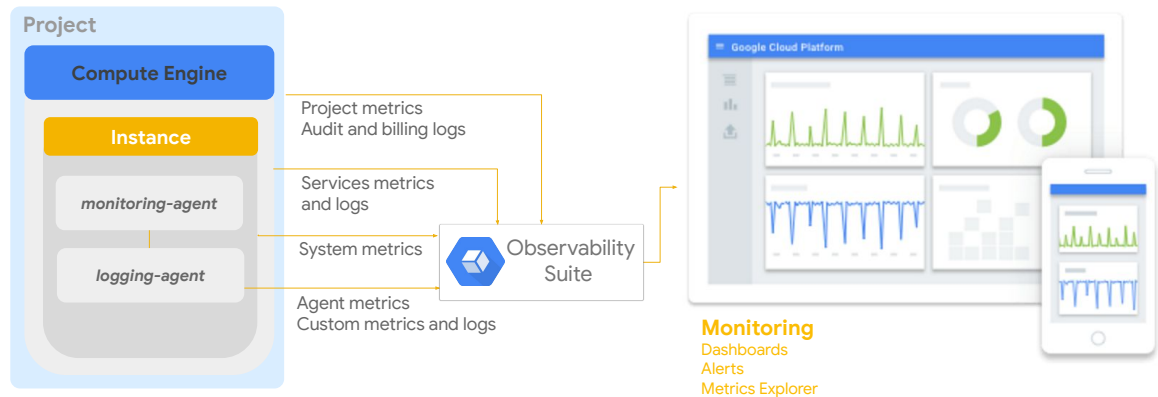 Project
Compute Engine
Instance
monitoring-agent
logging-agent
Project metrics
Audit and billing logs
Services metrics
and logs
System metrics
Agent metrics
Custom metrics and logs
Observability
Suite
Google Cloud Platform
Monitoring
Dashboards
Alerts
Metrics Explorer